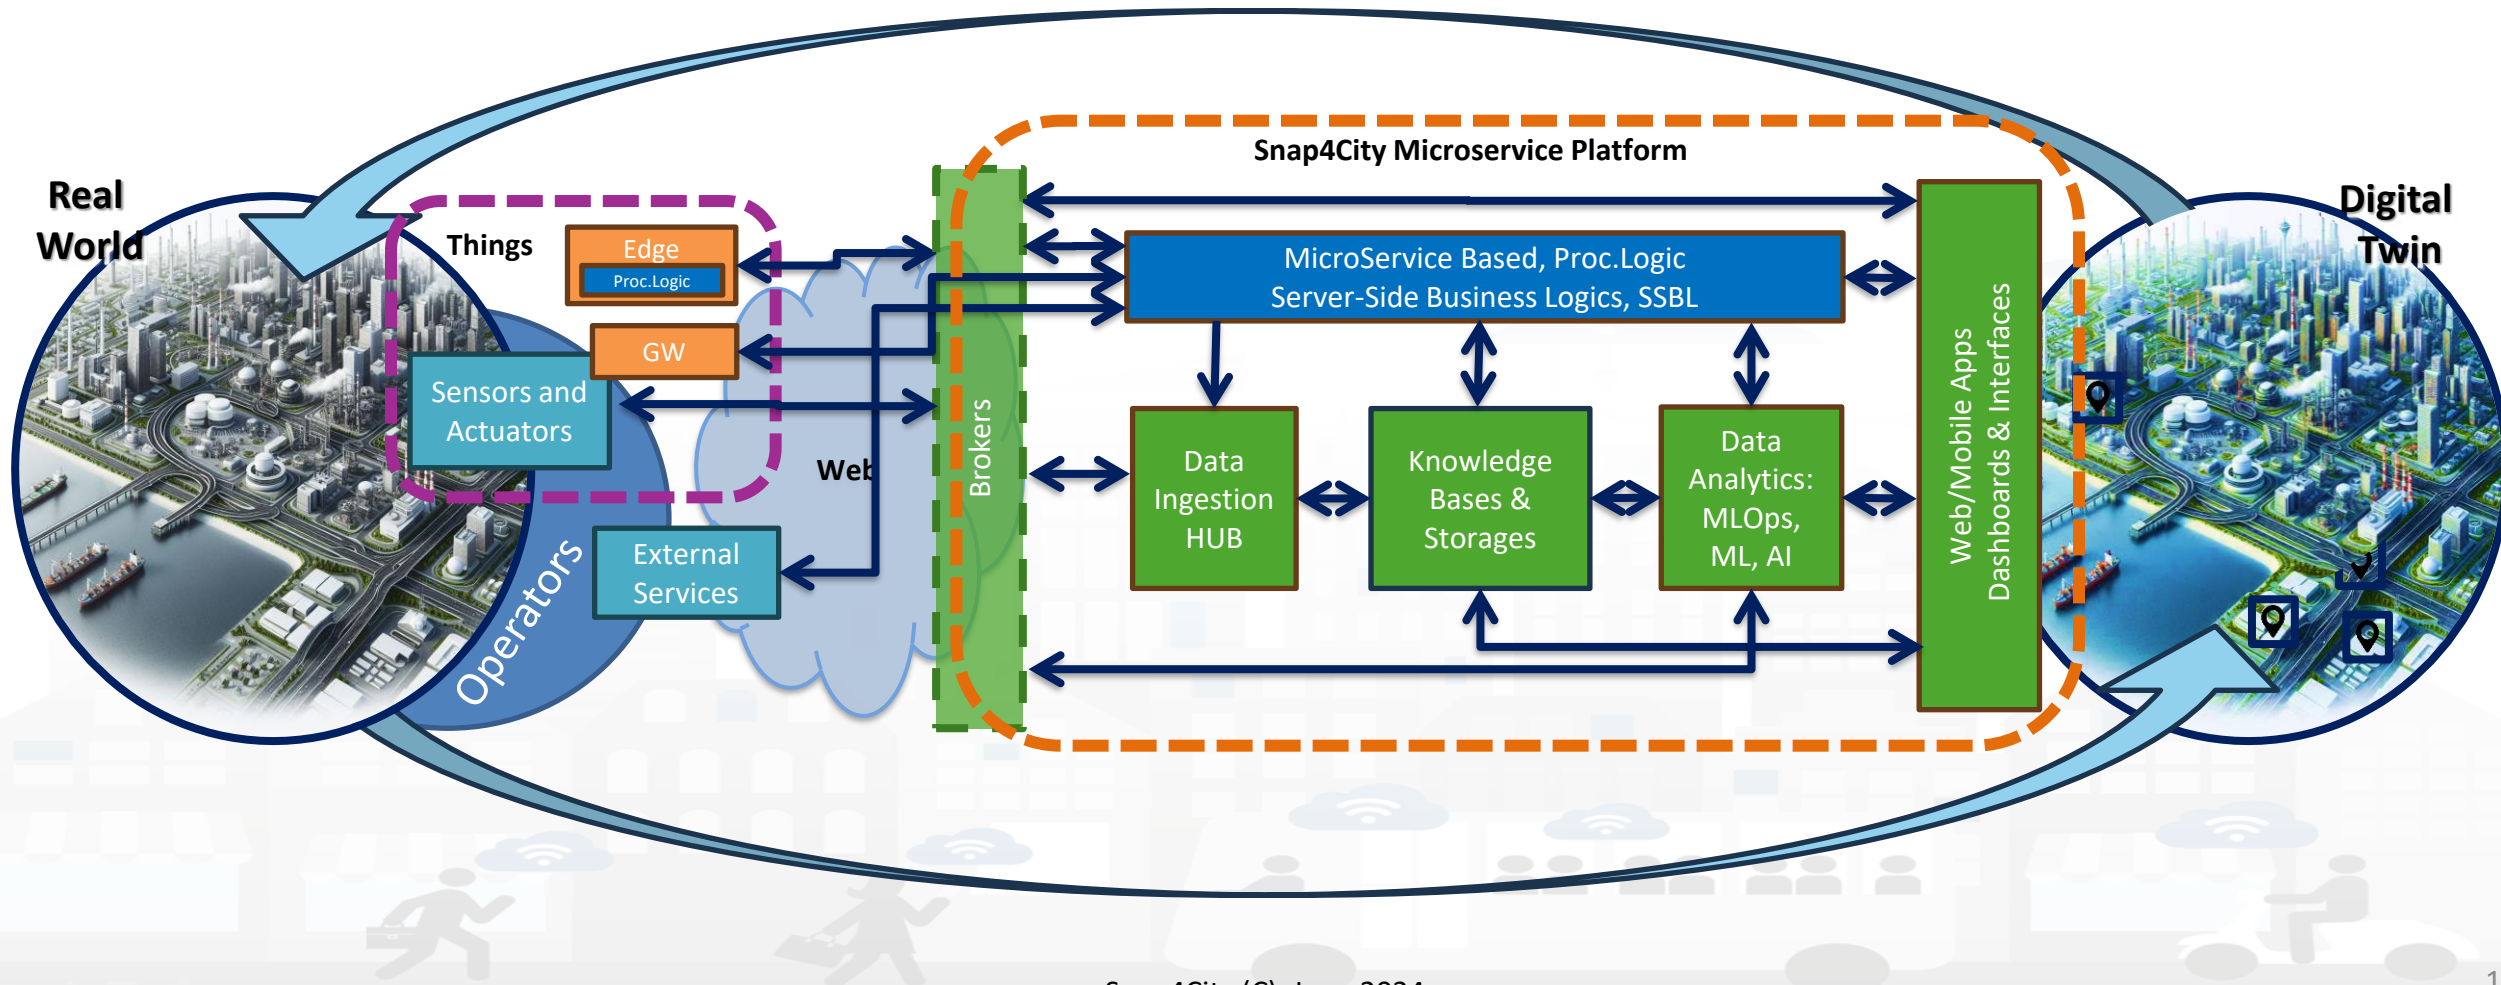 Snap4City Microservice Platform
Real
World
Digital
Twin
Things
Edge
Proc.Logic
GW
Sensors and
Actuators
Operators
External
Services
Web
Brokers
MicroService Based, Proc.Logic
Server-Side Business Logics, SSBL
Data
Ingestion
HUB
Knowledge
Bases &
Storages
Data
Analytics:
MLOps,
ML, AI
Web/Mobile Apps
Dashboards & Interfaces
1